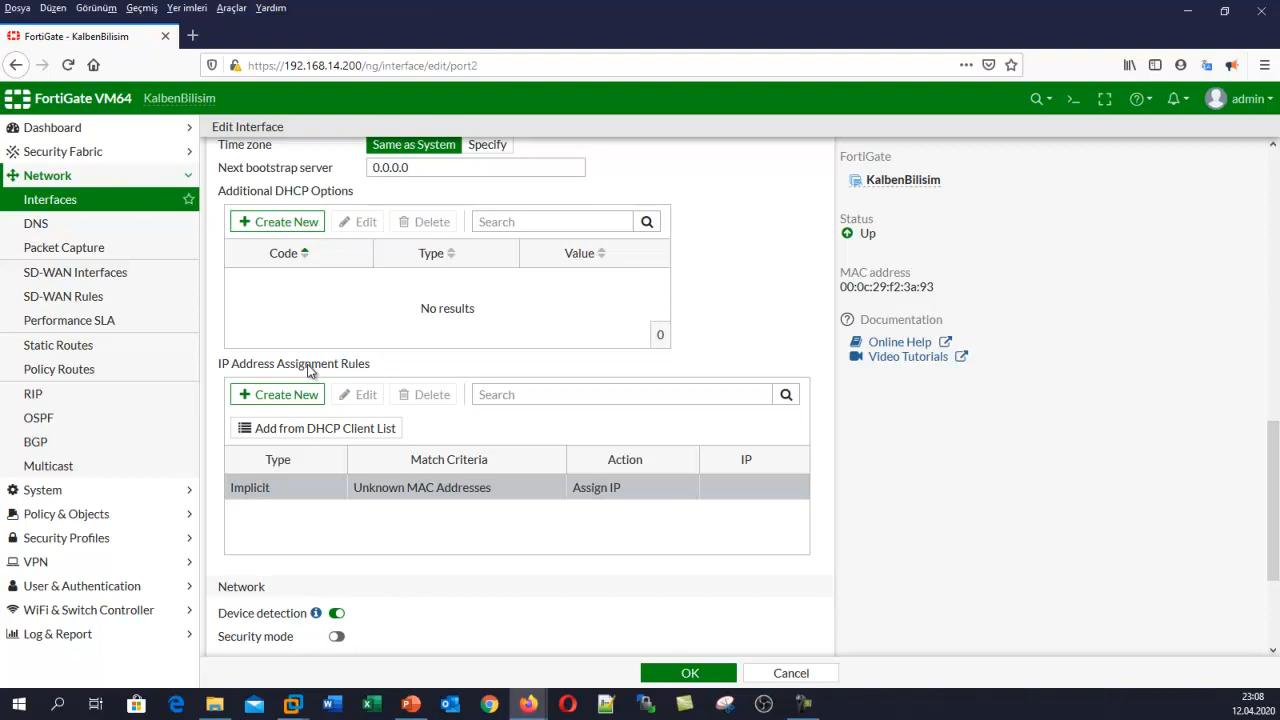 Dosya Düzen Görünüm Geçmiş Yer imleri Araçlar Yardım
FortiGate - KalbenBilisim
https://192.168.14.200/ng/interface/edit/port2
FortiGate VM64 KalbenBilisim
admin
Dashboard
Security Fabric
Network
Interfaces
DNS
Packet Capture
SD-WAN Interfaces
SD-WAN Rules
Performance SLA
Static Routes
Policy Routes
RIP
OSPF
BGP
Multicast
System
Policy & Objects
Security Profiles
VPN
User & Authentication
WiFi & Switch Controller
Log & Report
Edit Interface
Time zone Same as System Specify
Next bootstrap server 0.0.0.0
Additional DHCP Options
+ Create New Edit Delete Search
Code Type Value
No results
0
IP Address Assignment Rules
+ Create New Edit Delete Search
Add from DHCP Client List
Type Match Criteria Action IP
Implicit Unknown MAC Addresses Assign IP
Network
Device detection
Security mode
OK Cancel
FortiGate
KalbenBilisim
Status
Up
MAC address
00:0c:29:f2:3a:93
Documentation
Online Help
Video Tutorials
23:08
12.04.2020